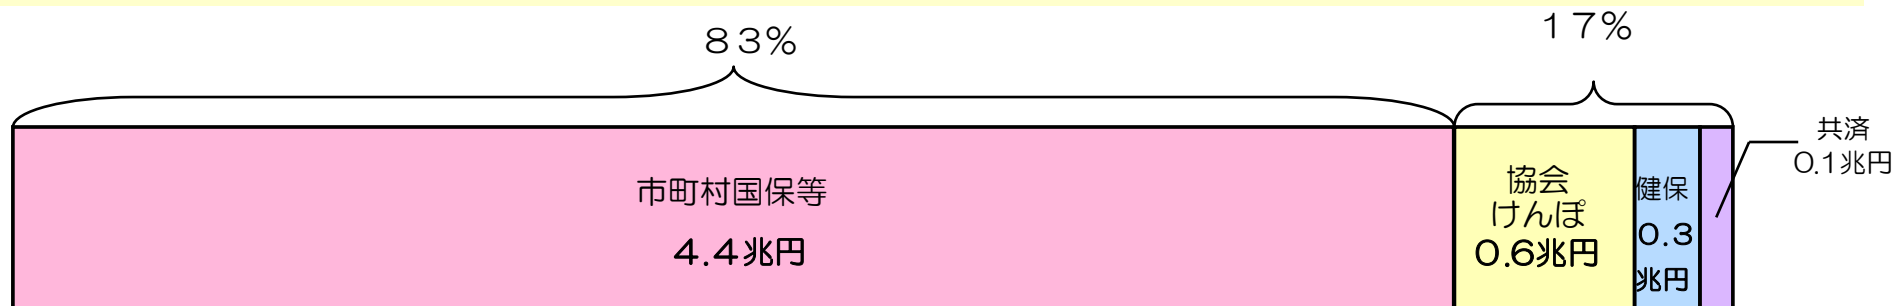 ８３%
１７%
市町村国保等
４.４兆円
協会
けんぽ
０.６兆円
健保
０.３
兆円
共済
０.１兆円